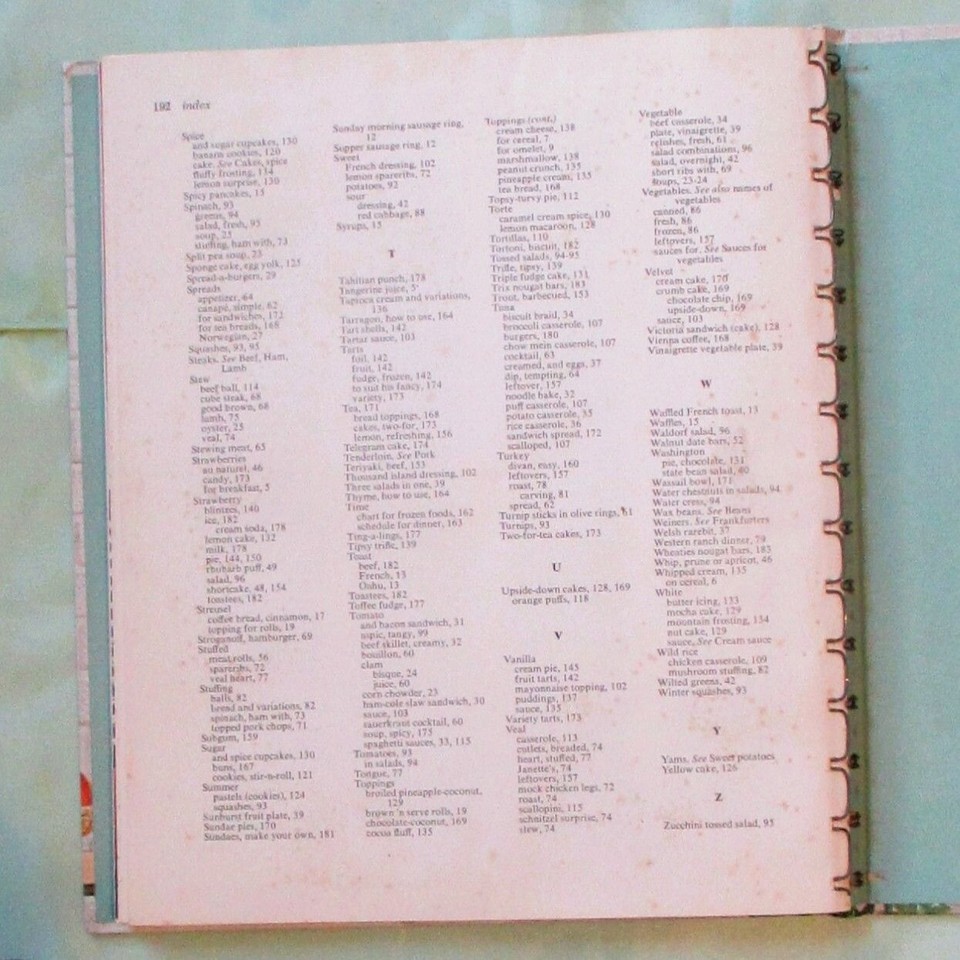 192 index
Spice
and sugar cupcakes, 130
banana cookies, 120
cake. See Cakes, spice
fluffy frosting, 134
lemon surprise, 130
Spicy pancakes, 15
Spinach, 93
greens, 94
salad, fresh, 95
soup, 25
stuffing, ham with, 73
Split pea soup, 23
Sponge cake, egg yolk, 125
Spread-a-burgers, 29
Spreads
appetizer, 64
canapé, simple, 62
for sandwiches, 172
for tea breads, 168
Norwegian, 27
Squashes, 93, 95
Steaks. See Beef, Ham,
Lamb
Stew
beef ball, 114
cube steak, 68
good brown, 68
lamb, 75
oyster, 25
veal, 74
Stewing meat, 65
Strawberries
au naturel, 46
candy, 173
for breakfast, 5
Strawberry
blintzes, 140
ice, 182
cream soda, 178
lemon cake, 132
milk, 178
pie, 144, 150
rhubarb puff, 49
salad, 96
shortcake, 48, 154
toastees, 182
Streusel
coffee bread, cinnamon, 17
topping for rolls, 19
Stroganoff, hamburger, 69
Stuffed
meat rolls, 56
spareribs, 72
veal heart, 77
Stuffing
balls, 82
bread and variations, 82
spinach, ham with, 73
topped pork chops, 71
Subgum, 159
Sugar
and spice cupcakes, 130
buns, 167
cookies, stir-n-roll, 121
Summer
pastels (cookies), 124
squashes, 93
Sunburst fruit plate, 39
Sundae pies, 170
Sundaes, make your own, 181
Sunday morning sausage ring,
12
Supper sausage ring, 12
Sweet
French dressing, 102
lemon spareribs, 72
potatoes, 92
sour
dressing, 42
red cabbage, 88
Syrups, 15
T
Tahitian punch, 178
Tangerine juice, 5
Tapioca cream and variations,
136
Tarragon, how to use, 164
Tart shells, 142
Tartar sauce, 103
Tarts
foil, 142
fruit, 142
fudge, frozen, 142
to suit his fancy, 174
variety, 173
Tea, 171
bread toppings, 168
cakes, two-for, 173
lemon, refreshing, 156
Telegram cake, 174
Tenderloin. See Pork
Teriyaki, beef, 153
Thousand island dressing, 102
Three salads in one, 39
Thyme, how to use, 164
Time
chart for frozen foods, 162
schedule for dinner, 163
Ting-a-lings, 177
Tipsy trifle, 139
Toast
beef, 182
French, 13
Oahu, 13
Toastees, 182
Toffee fudge, 177
Tomato
and bacon sandwich, 31
aspic, tangy, 99
beef skillet, creamy, 32
bouillon, 60
clam
bisque, 24
juice, 60
corn chowder, 23
ham-cole slaw sandwich, 30
sauce, 103
sauerkraut cocktail, 60
soup, spicy, 175
spaghetti sauces, 33, 115
Tomatoes, 93
in salads, 94
Tongue, 77
Toppings
broiled pineapple-coconut,
129
brown 'n serve rolls, 19
chocolate-coconut, 169
cocoa fluff, 135
Toppings (cont.)
cream cheese, 138
for cereal, 7
for omelet, 9
marshmallow, 138
peanut crunch, 135
pineapple cream, 135
tea bread, 168
Topsy-turvy pie, 112
Torte
caramel cream spice, 130
lemon macaroon, 128
Tortillas, 110
Tortoni, biscuit, 182
Tossed salads, 94-95
Trifle, tipsy, 139
Triple fudge cake, 131
Trix nougat bars, 183
Trout, barbecued, 153
Tuna
biscuit braid, 34
broccoli casserole, 107
burgers, 180
chow mein casserole, 107
cocktail, 63
creamed, and eggs, 37
dip, tempting, 64
leftover, 157
noodle bake, 32
puff casserole, 107
potato casserole, 35
rice casserole, 36
sandwich spread, 172
scalloped, 107
Turkey
divan, easy, 160
leftovers, 157
roast, 78
carving, 81
spread, 62
Turnip sticks in olive rings, 61
Turnips, 93
Two-for-tea cakes, 173
U
Upside-down cakes, 128, 169
orange puffs, 118
V
Vanilla
cream pie, 145
fruit tarts, 142
mayonnaise topping, 102
puddings, 137
sauce, 135
Variety tarts, 173
Veal
casserole, 113
cutlets, breaded, 74
heart, stuffed, 77
Janette's, 74
leftovers, 157
mock chicken legs, 72
roast, 74
scallopini, 115
schnitzel surprise, 74
stew, 74
Vegetable
beef casserole, 34
plate, vinaigrette, 39
relishes, fresh, 61
salad combinations, 96
salad, overnight, 42
short ribs with, 69
soups, 23-24
Vegetables. See also names of
vegetables
canned, 86
fresh, 86
frozen, 86
leftovers, 157
sauces for. See Sauces for
vegetables
Velvet
cream cake, 170
crumb cake, 169
chocolate chip, 169
upside-down, 169
sauce, 103
Victoria sandwich (cake), 128
Vienna coffee, 168
Vinaigrette vegetable plate, 39
W
Waffled French toast, 13
Waffles, 15
Waldorf salad, 96
Walnut date bars, 52
Washington
pie, chocolate, 131
state bean salad, 40
Wassail bowl, 171
Water chestnuts in salads, 94
Water cress, 94
Wax beans. See Beans
Weiners. See Frankfurters
Welsh rarebit, 37
Western ranch dinner, 79
Wheaties nougat bars, 183
Whip, prune or apricot, 46
Whipped cream, 135
on cereal, 6
White
butter icing, 133
mocha cake, 129
mountain frosting, 134
nut cake, 129
sauce, See Cream sauce
Wild rice
chicken casserole, 109
mushroom stuffing, 82
Wilted greens, 42
Winter squashes, 93
Y
Yams. See Sweet potatoes
Yellow cake, 126
Z
Zucchini tossed salad, 95